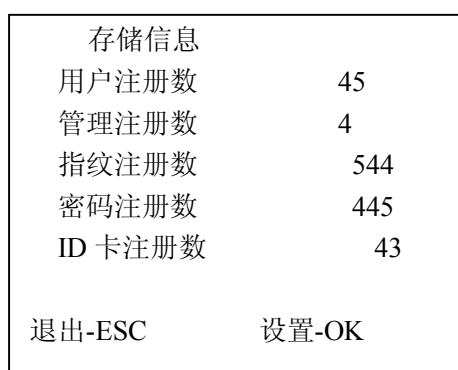 存储信息
用户注册数 45
管理注册数 4
指纹注册数 544
密码注册数 445
ID 卡注册数 43
退出-ESC 设置-OK